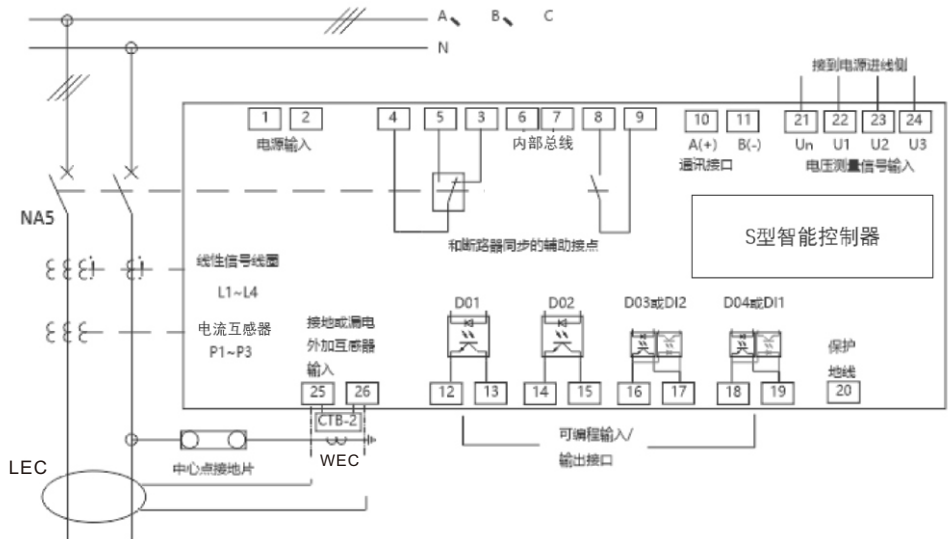 A B C
N
接到电源进线侧
1 2 4 5 3 6 7 8 9 10 11 21 22 23 24
电源输入
内部总线
A(+) B(-)
通讯接口
Un U1 U2 U3
电压测量信号输入
NA5
S型智能控制器
和断路器同步的辅助接点
线性信号线圈
L1~L4
电流互感器
P1~P3
接地或漏电
外加互感器
输入
D01 D02 D03或DI2 D04或DI1
保护
地线
25 26 12 13 14 15 16 17 18 19 20
CTB-2
WEC
中心点接地片
可编程输入/
输出接口
LEC